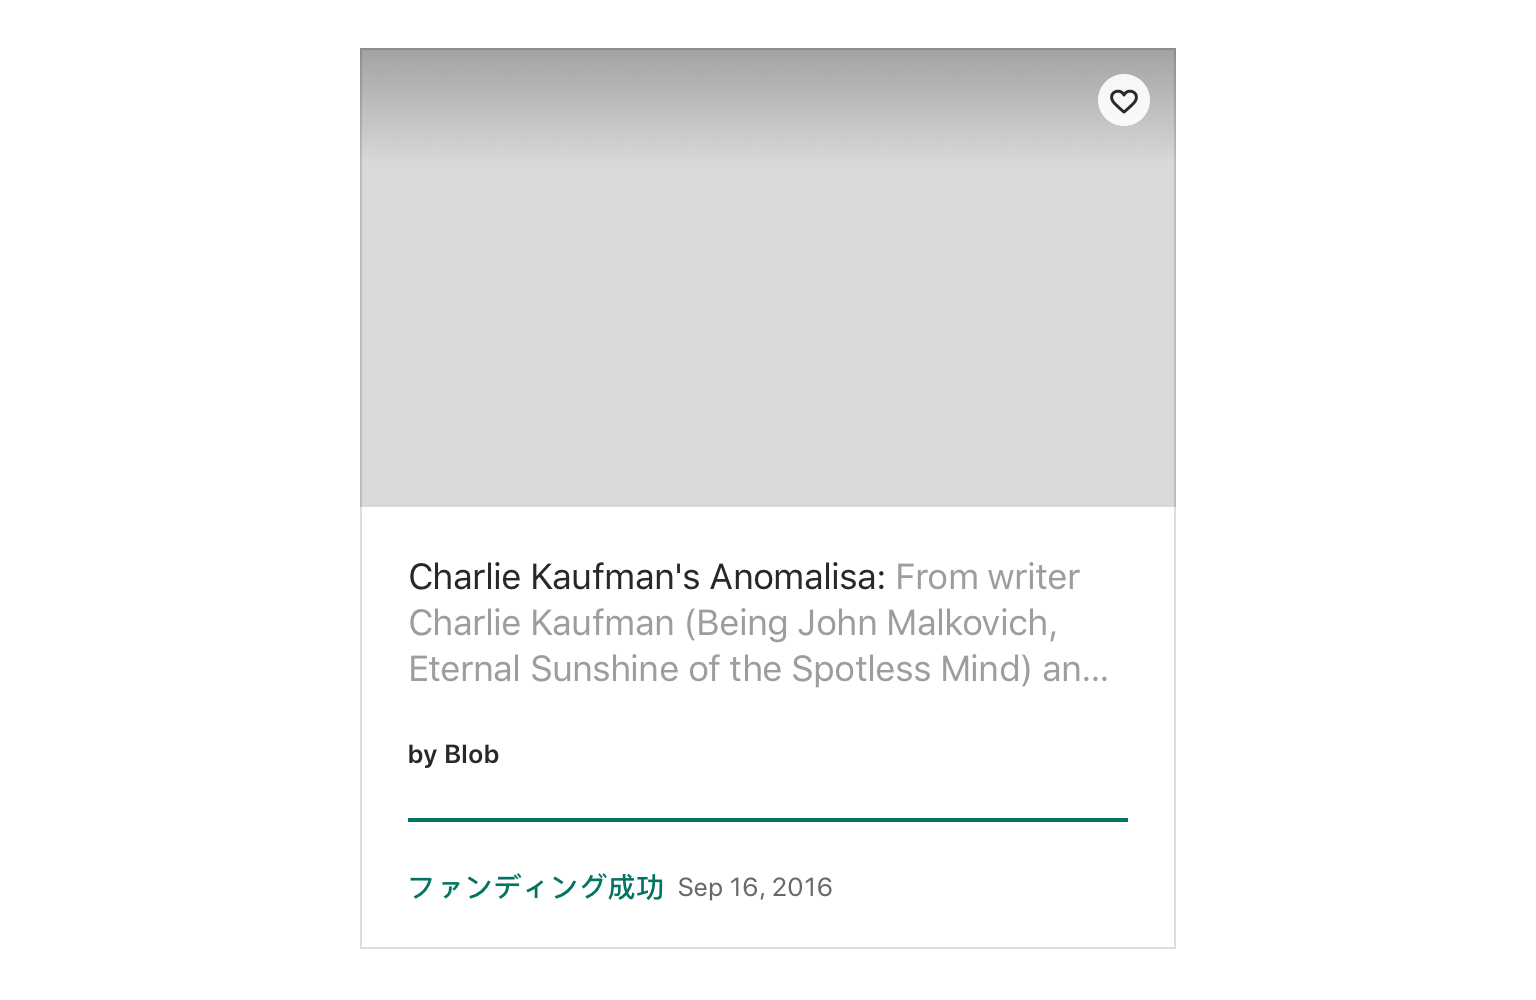 Charlie Kaufman's Anomalisa: From writer
Charlie Kaufman (Being John Malkovich,
Eternal Sunshine of the Spotless Mind) an...
by Blob
ファンディング成功 Sep 16, 2016